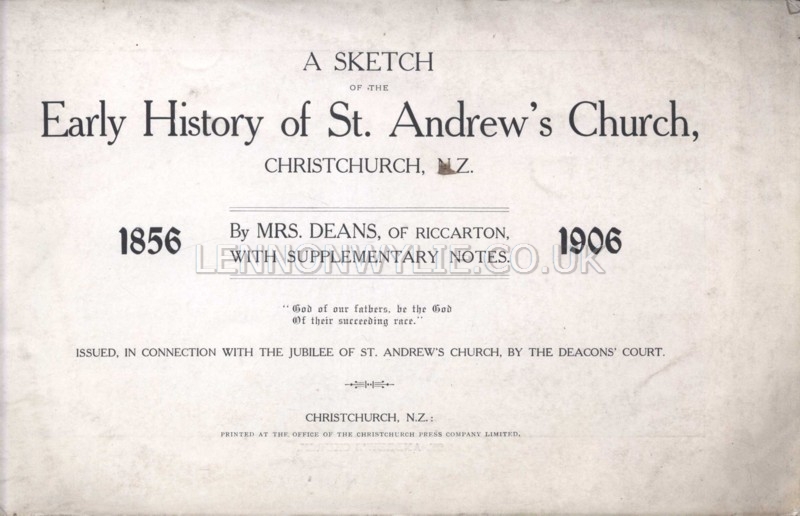 A SKETCH
OF THE
Early History of St. Andrew's Church,
CHRISTCHURCH, N.Z.
1856
By MRS. DEANS, OF RICCARTON,
WITH SUPPLEMENTARY NOTES.
1906
LENNONWYLIE.CO.UK
"God of our fathers, be the God
Of their succeeding race."
ISSUED, IN CONNECTION WITH THE JUBILEE OF ST. ANDREW'S CHURCH, BY THE DEACONS' COURT.
CHRISTCHURCH, N.Z.:
PRINTED AT THE OFFICE OF THE CHRISTCHURCH PRESS COMPANY LIMITED.